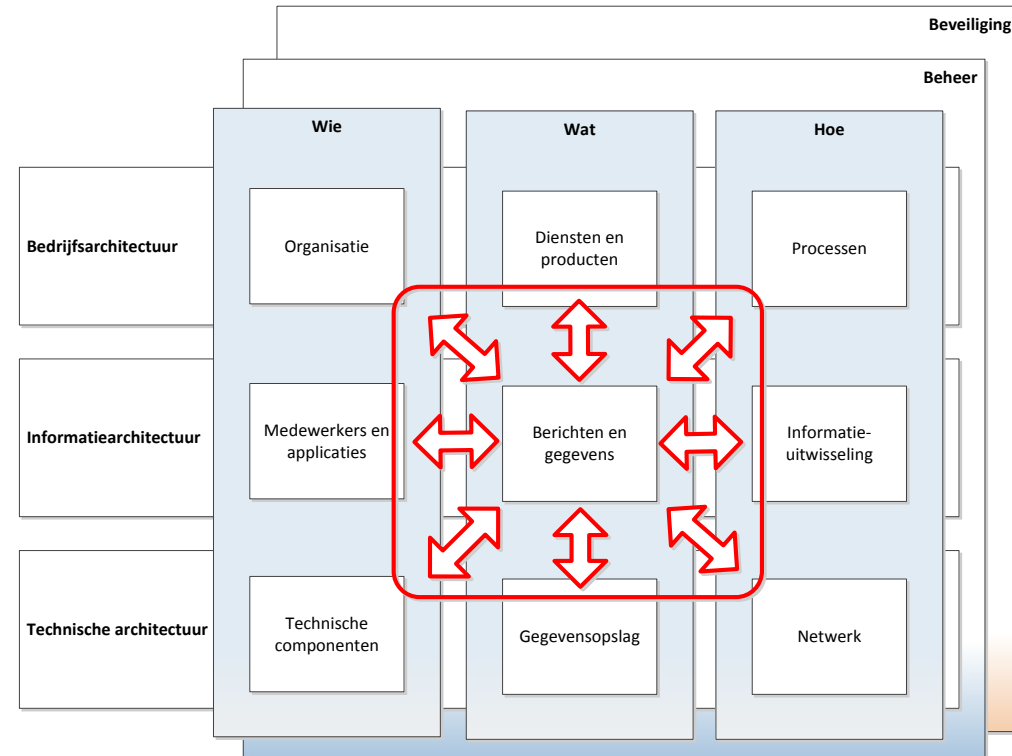 Beveiliging
Beheer
Wie
Wat
Hoe
Bedrijfsarchitectuur
Organisatie
Diensten en
producten
Processen
Informatiearchitectuur
Medewerkers en
applicaties
Berichten en
gegevens
Informatie-
uitwisseling
Technische architectuur
Technische
componenten
Gegevensopslag
Netwerk